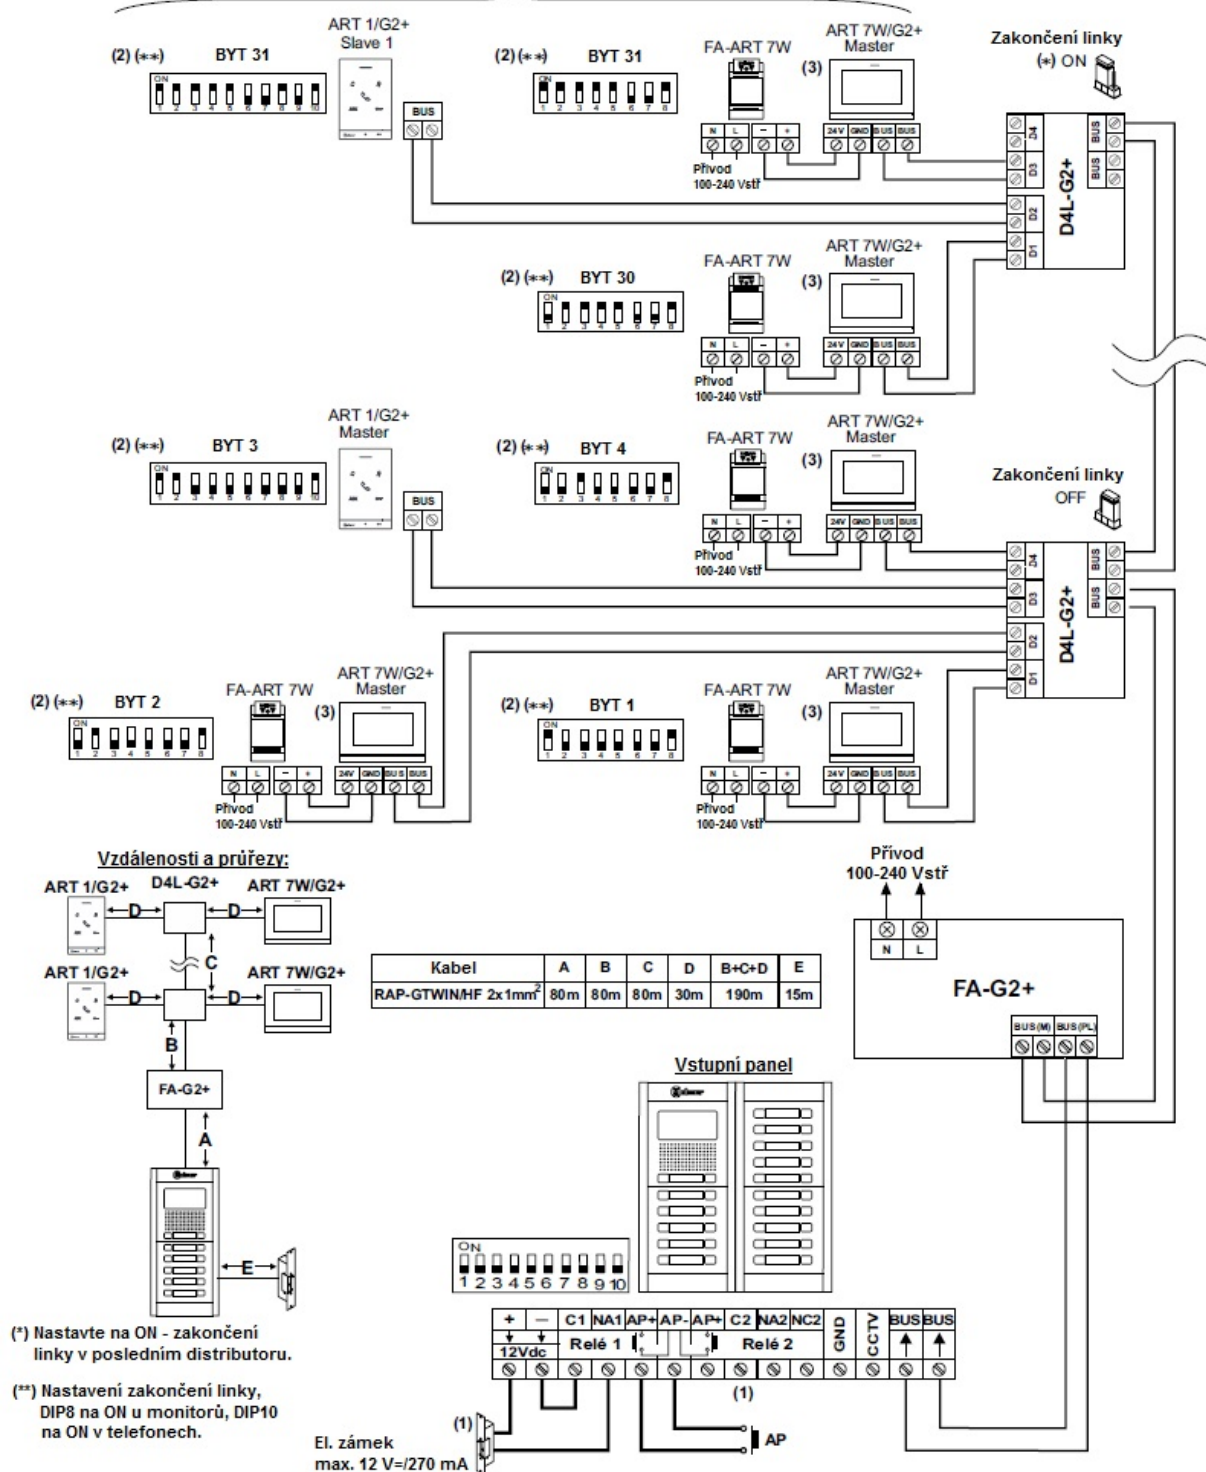 ART 1/G2+
Slave 1
(2) (**) BYT 31
ON
1 2 3 4 5 6 7 8 9 10
BUS
(2) (**) BYT 31
ON
1 2 3 4 5 6 7 8
FA-ART 7W
N L − +
Přívod
100-240 Vstř
ART 7W/G2+
Master
(3)
24V GND BUS BUS
Zakončení linky
(*) ON
D4
D3
D2
D1
BUS
BUS
D4L-G2+
(2) (**) BYT 30
ON
1 2 3 4 5 6 7 8
FA-ART 7W
N L − +
Přívod
100-240 Vstř
ART 7W/G2+
Master
(3)
24V GND BUS BUS
ART 1/G2+
Master
(2) (**) BYT 3
ON
1 2 3 4 5 6 7 8 9 10
BUS
(2) (**) BYT 4
ON
1 2 3 4 5 6 7 8
FA-ART 7W
N L − +
Přívod
100-240 Vstř
ART 7W/G2+
Master
(3)
24V GND BUS BUS
Zakončení linky
OFF
D4
D3
D2
D1
BUS
BUS
D4L-G2+
(2) (**) BYT 2
ON
1 2 3 4 5 6 7 8
FA-ART 7W
N L − +
Přívod
100-240 Vstř
ART 7W/G2+
Master
(3)
24V GND BUS BUS
(2) (**) BYT 1
ON
1 2 3 4 5 6 7 8
FA-ART 7W
N L − +
Přívod
100-240 Vstř
ART 7W/G2+
Master
(3)
24V GND BUS BUS
Vzdálenosti a průřezy:
ART 1/G2+ D4L-G2+ ART 7W/G2+
D D
C
ART 1/G2+ ART 7W/G2+
D D
B
FA-G2+
A
E
Kabel A B C D B+C+D E
RAP-GTWIN/HF 2x1mm² 80m 80m 80m 30m 190m 15m
Přívod
100-240 Vstř
N L
FA-G2+
BUS(M) BUS(PL)
Vstupní panel
ON
1 2 3 4 5 6 7 8 9 10
+ − C1 NA1 AP+ AP- AP+ C2 NA2 NC2 GND CCTV BUS BUS
12Vdc Relé 1 Relé 2
(1)
(1)
AP
El. zámek
max. 12 V=/270 mA
(*) Nastavte na ON - zakončení
linky v posledním distributoru.
(**) Nastavení zakončení linky,
DIP8 na ON u monitorů, DIP10
na ON v telefonech.